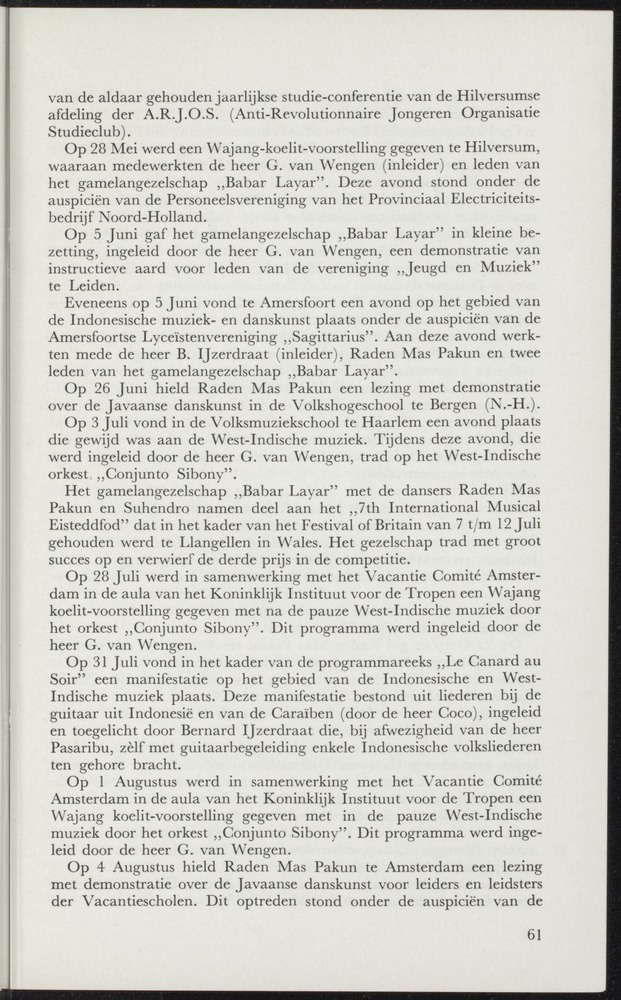 van de aldaar gehouden jaarlijkse studie-conferentie van de Hilversumse
afdeling der A.R.J.O.S. (Anti-Revolutionnaire Jongeren Organisatie
Studieclub).
Op 28 Mei werd een Wajang-koelit-voorstelling gegeven te Hilversum,
waaraan medewerkten de heer G. van Wengen (inleider) en leden van
het gamelangezelschap ,,Babar Layar”. Deze avond stond onder de
auspiciën van de Personeelsvereniging van het Provinciaal Electriciteits-
bedrijf Noord-Holland.
Op 5 Juni gaf het gamelangezelschap ,,Babar Layar” in kleine be-
zetting, ingeleid door de heer G. van Wengen, een demonstratie van
instructieve aard voor leden van de vereniging ,,Jeugd en Muziek”
te Leiden.
Eveneens op 5 Juni vond te Amersfoort een avond op het gebied van
de Indonesische muziek- en danskunst plaats onder de auspiciën van de
Amersfoortse Lyceïstenvereniging ,,Sagittarius”. Aan deze avond werk-
ten mede de heer B. IJzerdraat (inleider), Raden Mas Pakun en twee
leden van het gamelangezelschap ,,Babar Layar”.
Op 26 Juni hield Raden Mas Pakun een lezing met demonstratie
over de Javaanse danskunst in de Volkshogeschool te Bergen (N.-H.).
Op 3 Juli vond in de Volksmuziekschool te Haarlem een avond plaats
die gewijd was aan de West-Indische muziek. Tijdens deze avond, die
werd ingeleid door de heer G. van Wengen, trad op het West-Indische
orkest ,,Conjunto Sibony”.
Het gamelangezelschap ,,Babar Layar” met de dansers Raden Mas
Pakun en Suhendro namen deel aan het ,,7th International Musical
Eisteddfod” dat in het kader van het Festival of Britain van 7 t/m 12 Juli
gehouden werd te Llangellen in Wales. Het gezelschap trad met groot
succes op en verwierf de derde prijs in de competitie.
Op 28 Juli werd in samenwerking met het Vacantie Comité Amster-
dam in de aula van het Koninklijk Instituut voor de Tropen een Wajang
koelit-voorstelling gegeven met na de pauze West-Indische muziek door
het orkest ,,Conjunto Sibony”. Dit programma werd ingeleid door de
heer G. van Wengen.
Op 31 Juli vond in het kader van de programmareeks ,,Le Canard au
Soir” een manifestatie op het gebied van de Indonesische en West-
Indische muziek plaats. Deze manifestatie bestond uit liederen bij de
guitaar uit Indonesië en van de Caraïben (door de heer Coco), ingeleid
en toegelicht door Bernard IJzerdraat die, bij afwezigheid van de heer
Pasaribu, zèlf met guitaarbegeleiding enkele Indonesische volksliederen
ten gehore bracht.
Op 1 Augustus werd in samenwerking met het Vacantie Comité
Amsterdam in de aula van het Koninklijk Instituut voor de Tropen een
Wajang koelit-voorstelling gegeven met in de pauze West-Indische
muziek door het orkest ,,Conjunto Sibony”. Dit programma werd inge-
leid door de heer G. van Wengen.
Op 4 Augustus hield Raden Mas Pakun te Amsterdam een lezing
met demonstratie over de Javaanse danskunst voor leiders en leidsters
der Vacantiescholen. Dit optreden stond onder de auspiciën van de
61